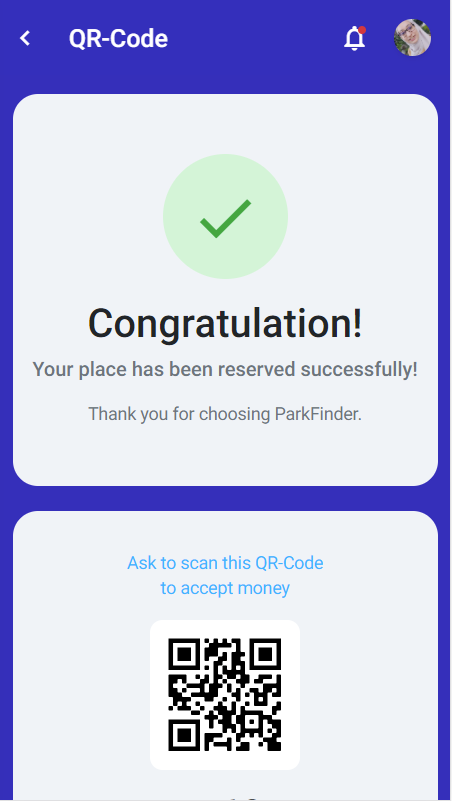 QR-Code
Congratulation!
Your place has been reserved successfully!
Thank you for choosing ParkFinder.
Ask to scan this QR-Code
to accept money